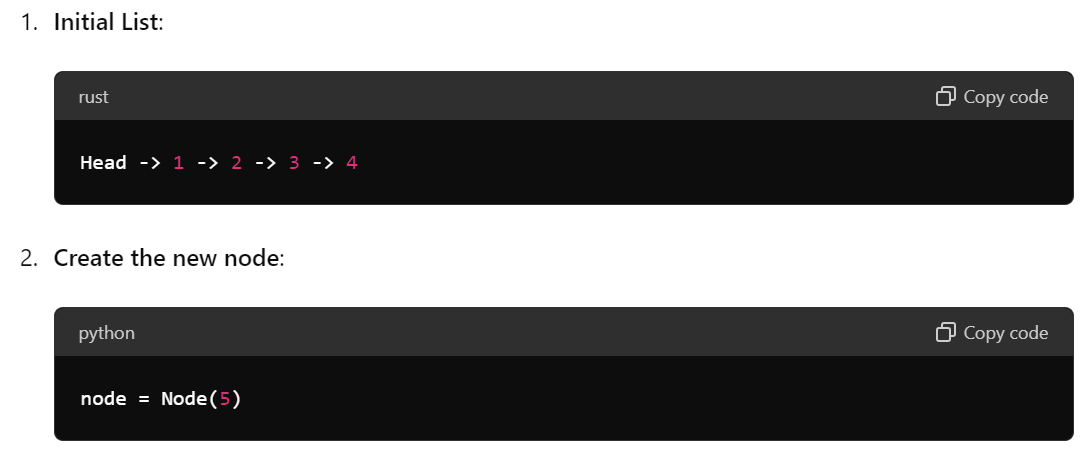 1. Initial List:
rust Copy code
Head -> 1 -> 2 -> 3 -> 4
2. Create the new node:
python Copy code
node = Node(5)